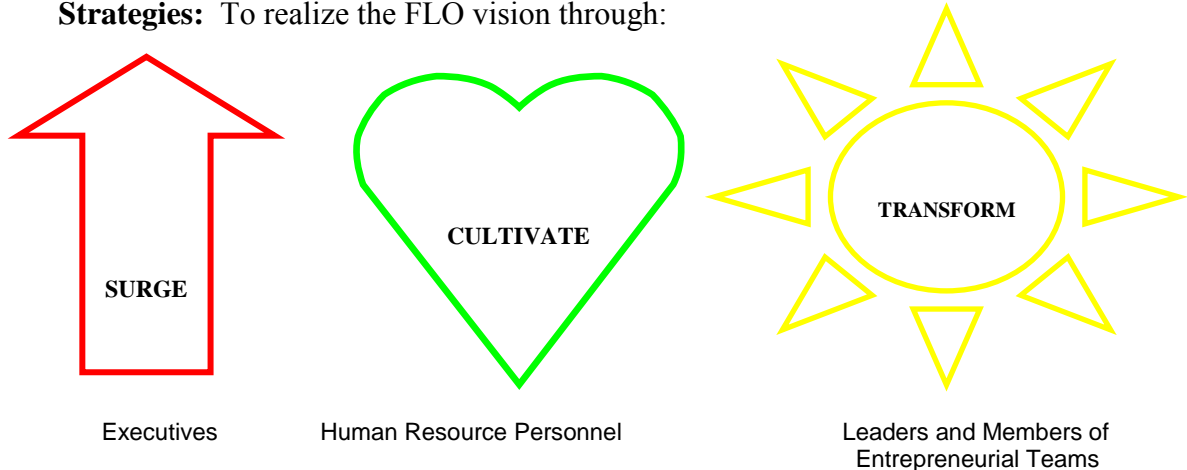 Strategies: To realize the FLO vision through:
TRANSFORM
CULTIVATE
SURGE
Executives
Human Resource Personnel
Leaders and Members of
Entrepreneurial Teams